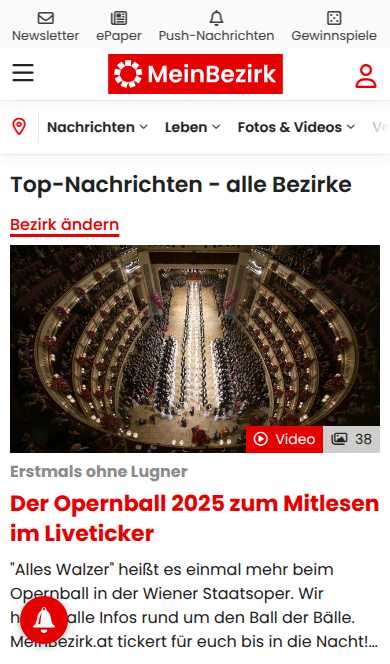 Newsletter ePaper Push-Nachrichten Gewinnspiele
MeinBezirk
Nachrichten Leben Fotos & Videos
Top-Nachrichten - alle Bezirke
Bezirk ändern
Video 38
Erstmals ohne Lugner
Der Opernball 2025 zum Mitlesen
im Liveticker
"Alles Walzer" heißt es einmal mehr beim
Opernball in der Wiener Staatsoper. Wir
alle Infos rund um den Ball der Bälle.
MeinBezirk.at tickert für euch bis in die Nacht!...